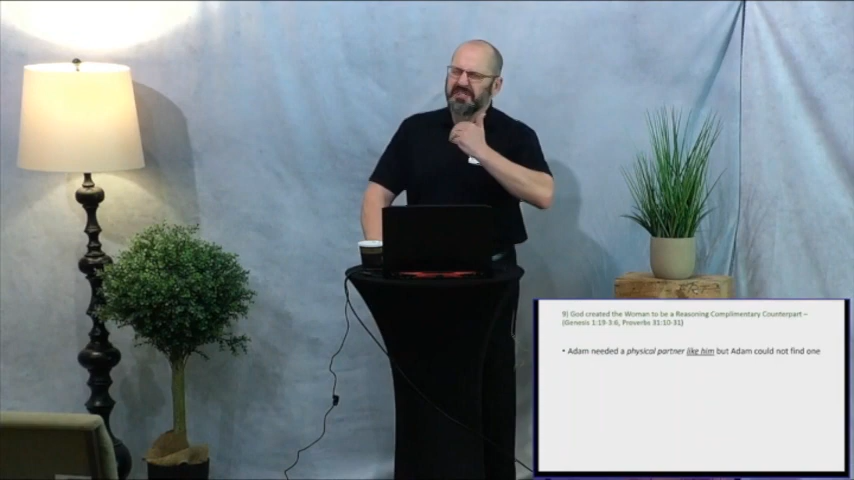 9) God created the Woman to be a Reasoning Complimentary Counterpart –
(Genesis 1:19-3:6, Proverbs 31:10-31)
• Adam needed a physical partner like him but Adam could not find one